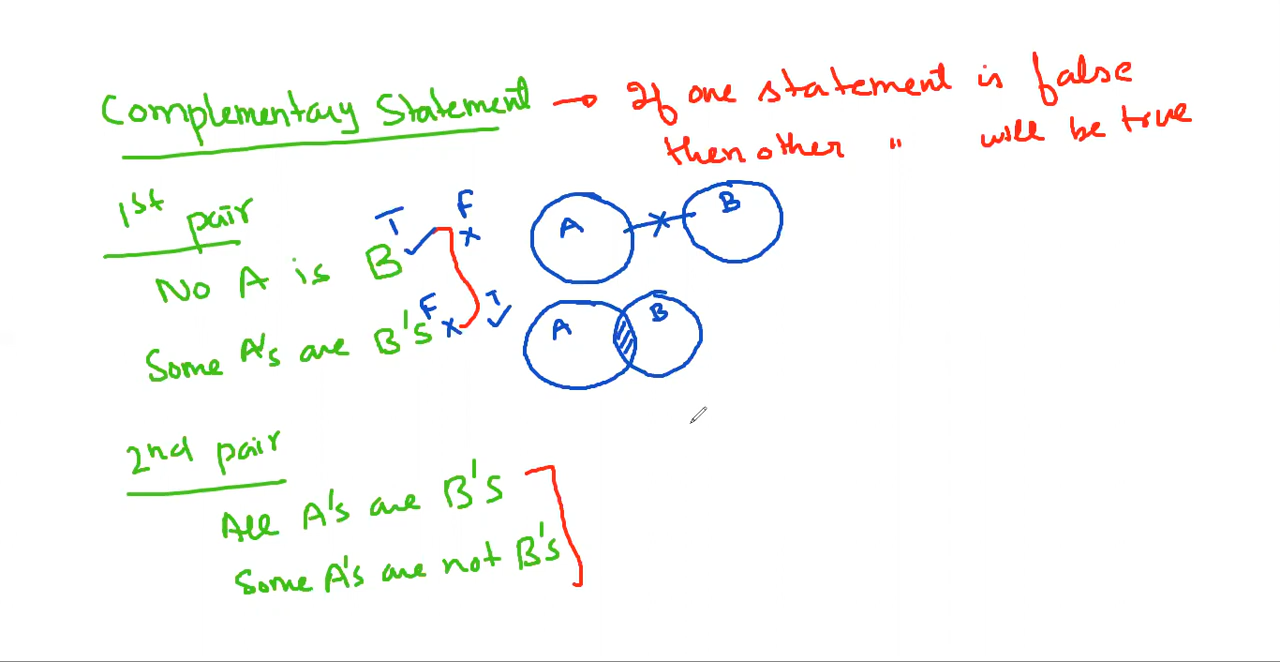 Complementary Statement → If one statement is false
then other " will be true
1st pair
T F
No A is B ✓ ×
A × B
F T
Some A's are B's × ✓
A B
2nd pair
All A's are B's
Some A's are not B's